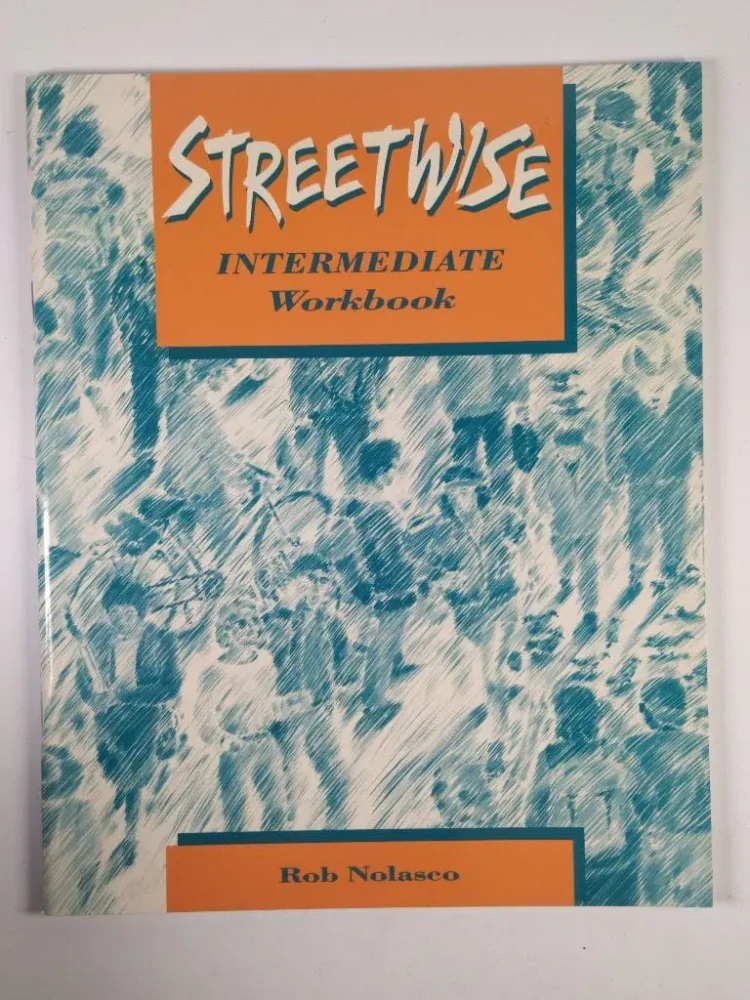 STREETWISE
INTERMEDIATE
Workbook
Rob Nolasco